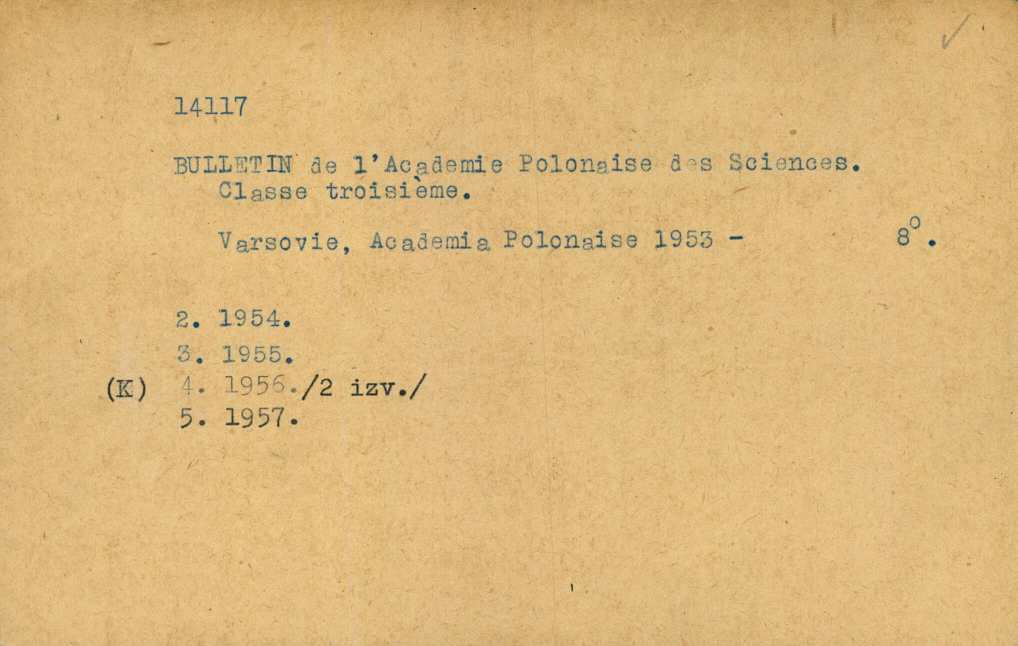 14117
BULLETIN de l'Academie Polonaise des Sciences.
Classe troisième.
Varsovie, Academia Polonaise 1953 - 8º.
2. 1954.
3. 1955.
(K) 4. 1956./2 izv./
5. 1957.